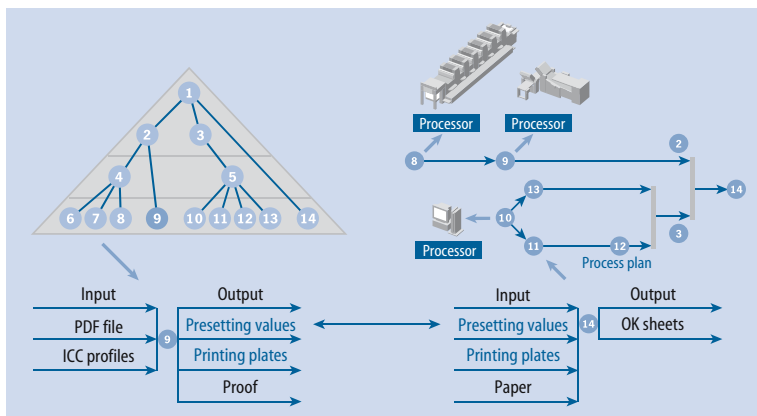 1
2
3
4
5
6
7
8
9
10
11
12
13
14
Processor
Processor
8
9
2
14
13
10
11
12
3
Processor
Process plan
Input
Output
PDF file
Presetting values
ICC profiles
Printing plates
Proof
9
Input
Output
Presetting values
OK sheets
Printing plates
Paper
14